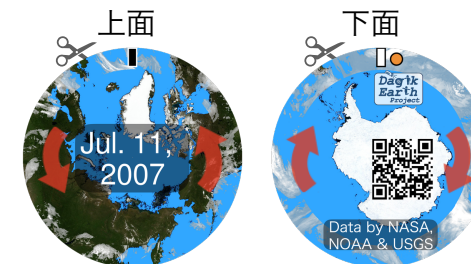 上面
下面
Jul. 11,
2007
Dagik
Earth
Project
Data by NASA,
NOAA & USGS